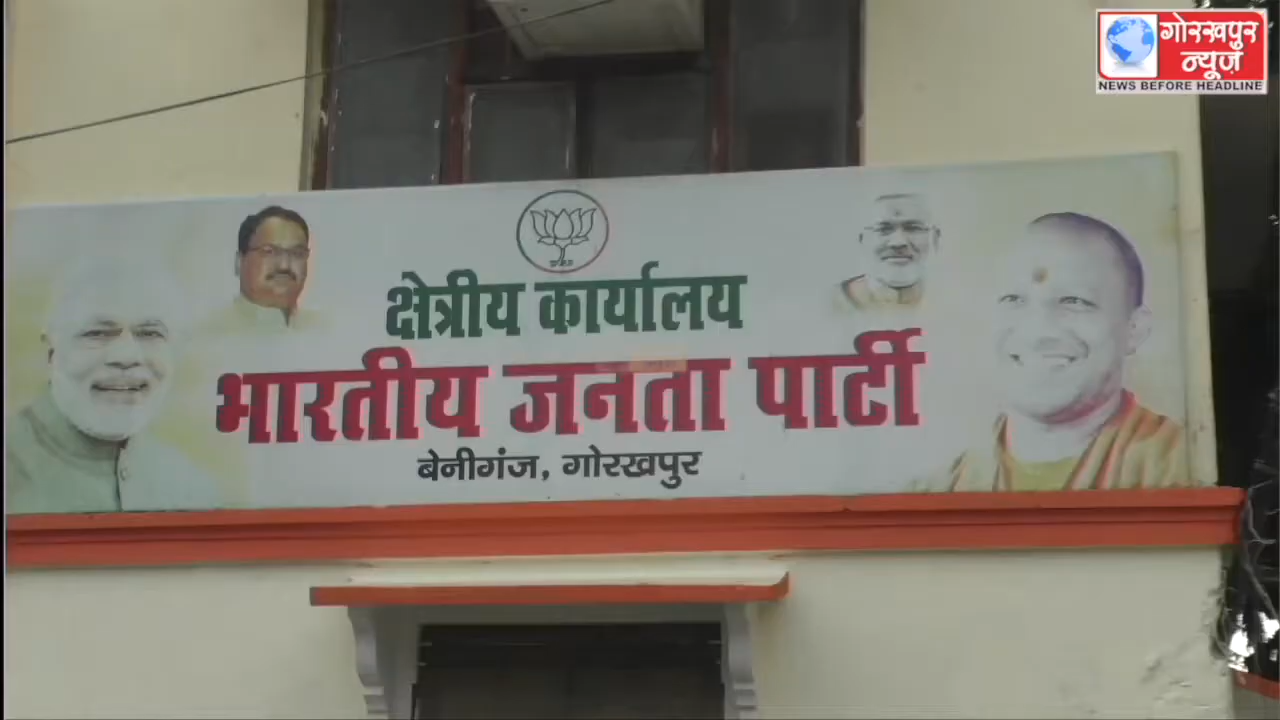 गोरखपुर
न्यूज़
NEWS BEFORE HEADLINE
क्षेत्रीय कार्यालय
भारतीय जनता पार्टी
बेनीगंज, गोरखपुर